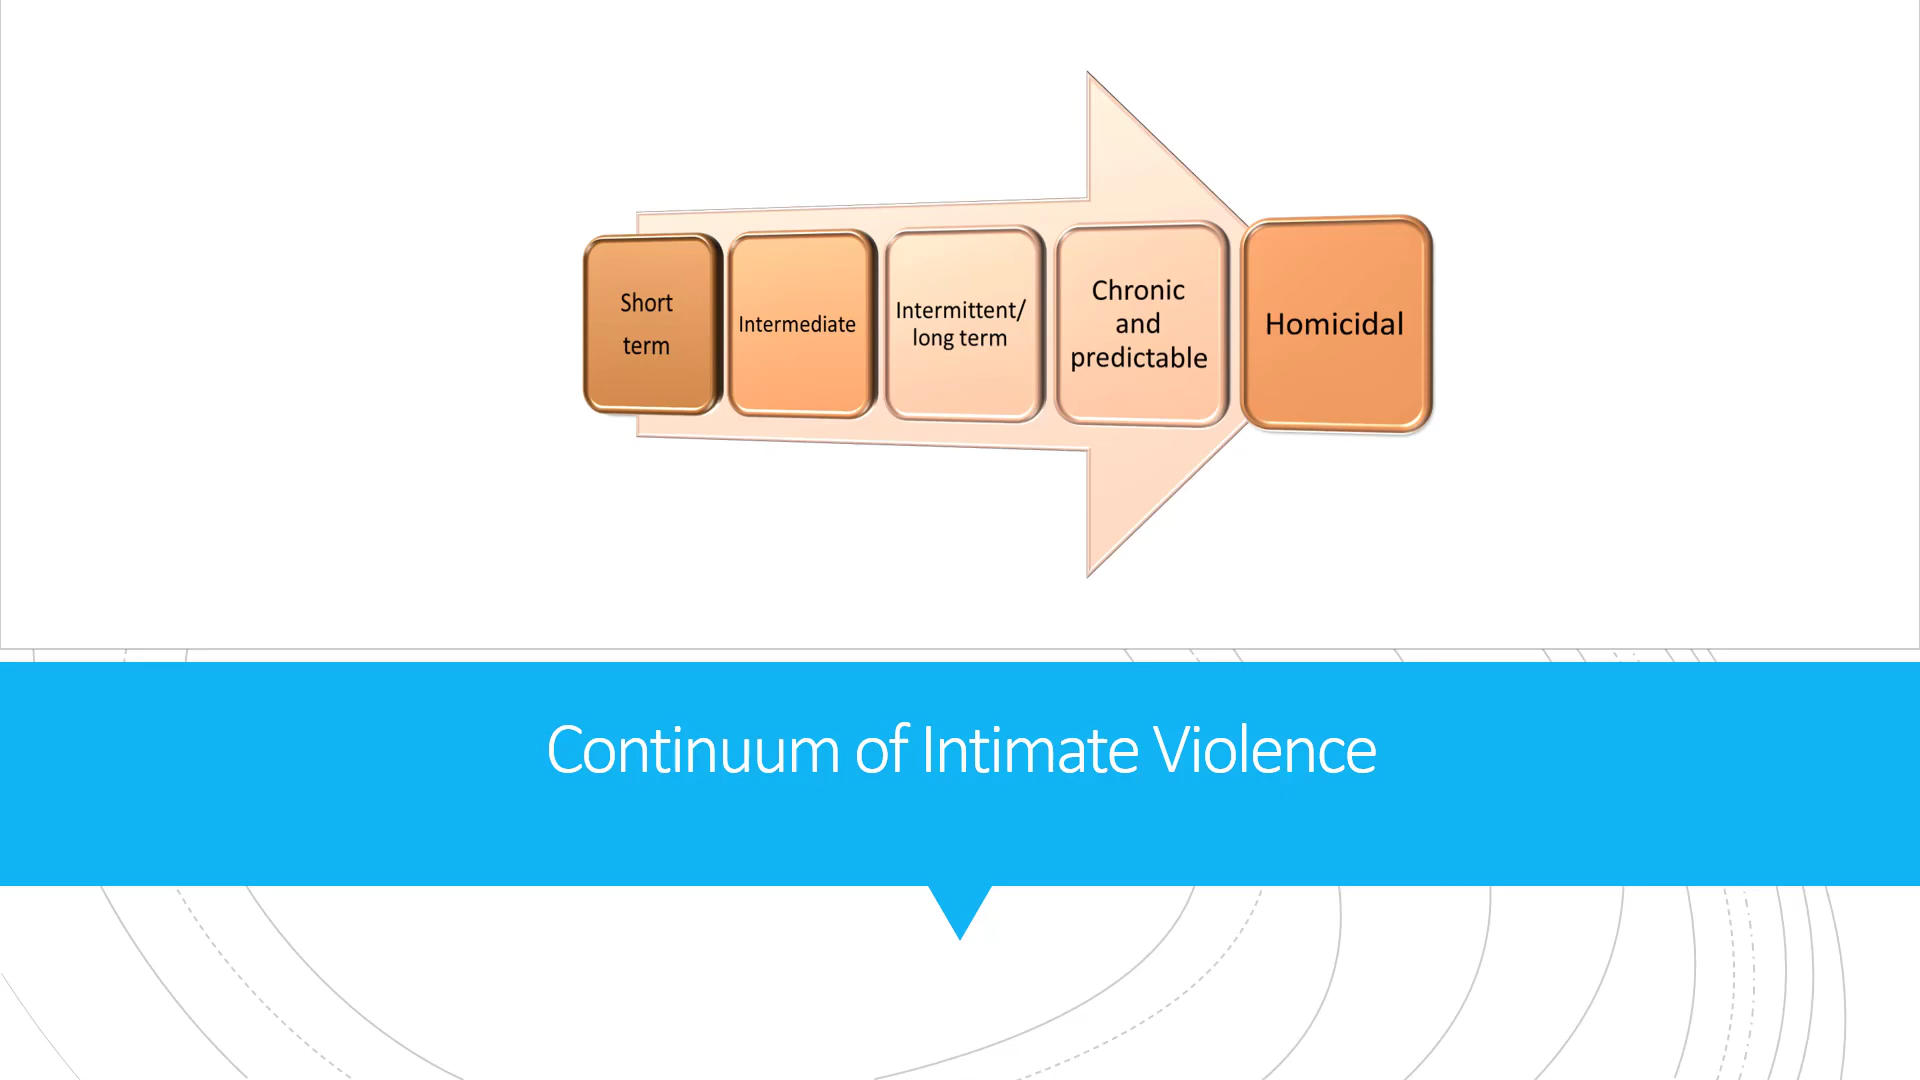 Short
term
Intermediate
Intermittent/
long term
Chronic
and
predictable
Homicidal
Continuum of Intimate Violence